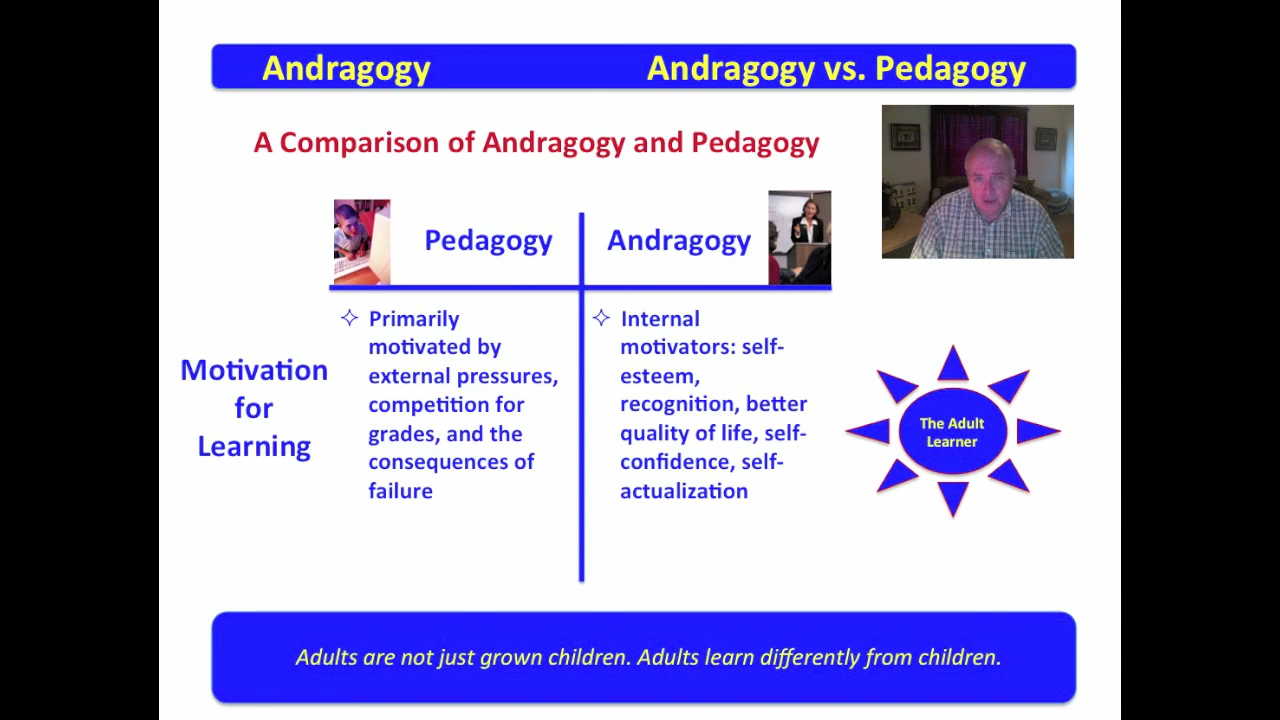 Andragogy
Andragogy vs. Pedagogy
A Comparison of Andragogy and Pedagogy
Pedagogy
Andragogy
Motivation
for
Learning
✧ Primarily
motivated by
external pressures,
competition for
grades, and the
consequences of
failure
✧ Internal
motivators: self-
esteem,
recognition, better
quality of life, self-
confidence, self-
actualization
The Adult
Learner
Adults are not just grown children. Adults learn differently from children.